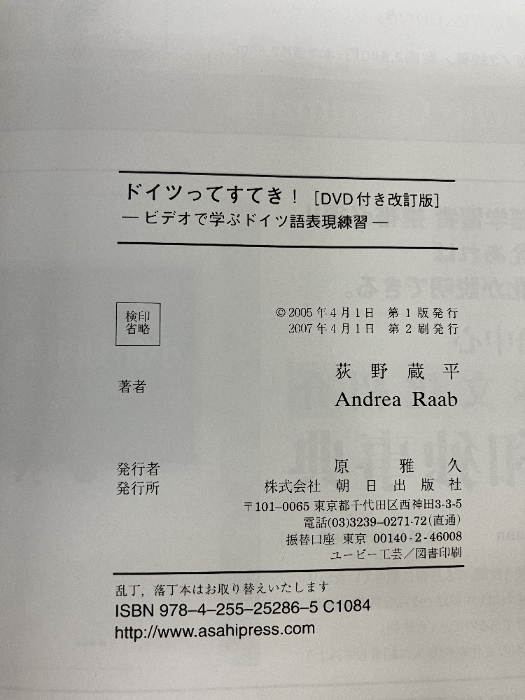 ドイツってすてき! [DVD付き改訂版]
―ビデオで学ぶドイツ語表現練習―
検印
省略
©2005年4月1日 第1版発行
2007年4月1日 第2刷発行
著者
荻野蔵平
Andrea Raab
発行者 原雅久
発行所 株式会社 朝日出版社
〒101-0065 東京都千代田区西神田3-3-5
電話(03)3239-0271・72(直通)
振替口座 東京 00140-2-46008
ユービー工芸/図書印刷
乱丁,落丁本はお取り替えいたします
ISBN 978-4-255-25286-5 C1084
http://www.asahipress.com